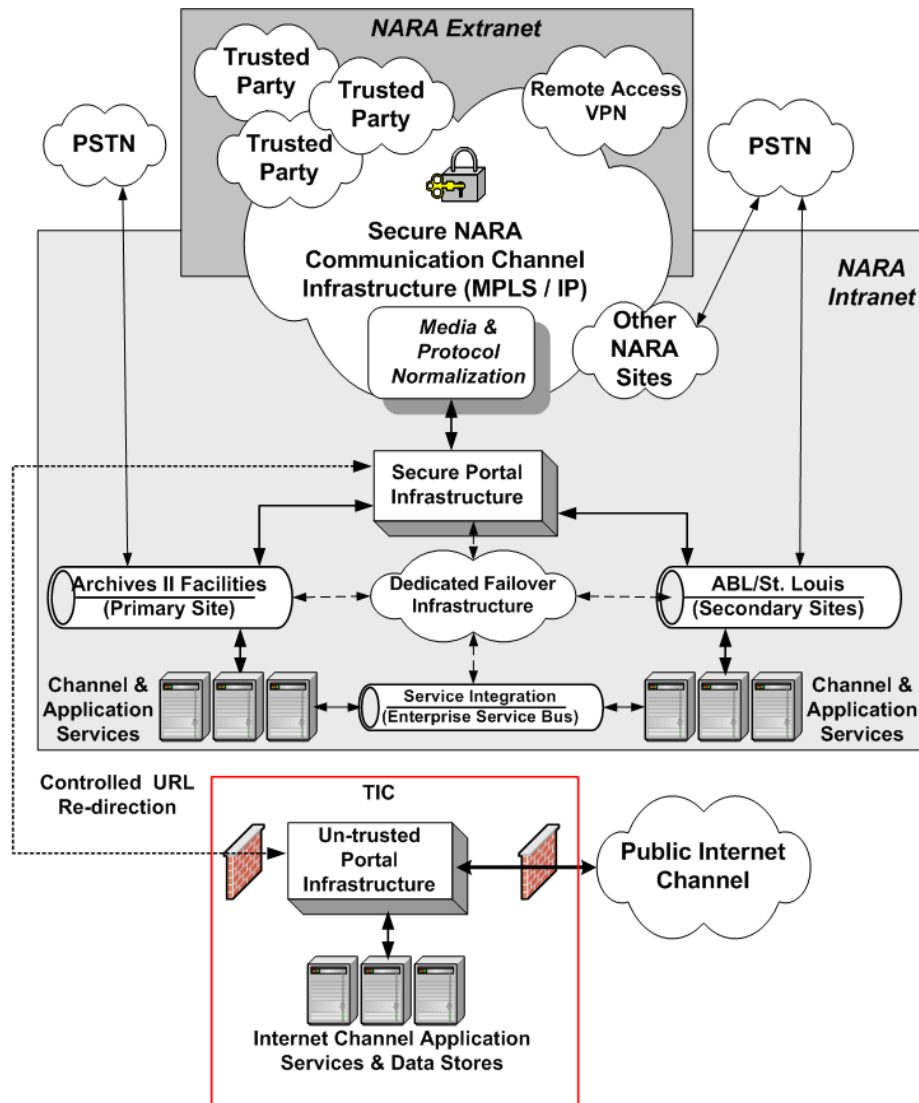 NARA Extranet
Trusted
Party
Trusted
Party
Trusted
Party
Remote Access
VPN
PSTN
PSTN
Secure NARA
Communication Channel
Infrastructure (MPLS / IP)
NARA
Intranet
Media &
Protocol
Normalization
Other
NARA
Sites
Secure Portal
Infrastructure
Archives II Facilities
(Primary Site)
Dedicated Failover
Infrastructure
ABL/St. Louis
(Secondary Sites)
Channel &
Application
Services
Service Integration
(Enterprise Service Bus)
Channel &
Application
Services
Controlled URL
Re-direction
TIC
Un-trusted
Portal
Infrastructure
Public Internet
Channel
Internet Channel Application
Services & Data Stores